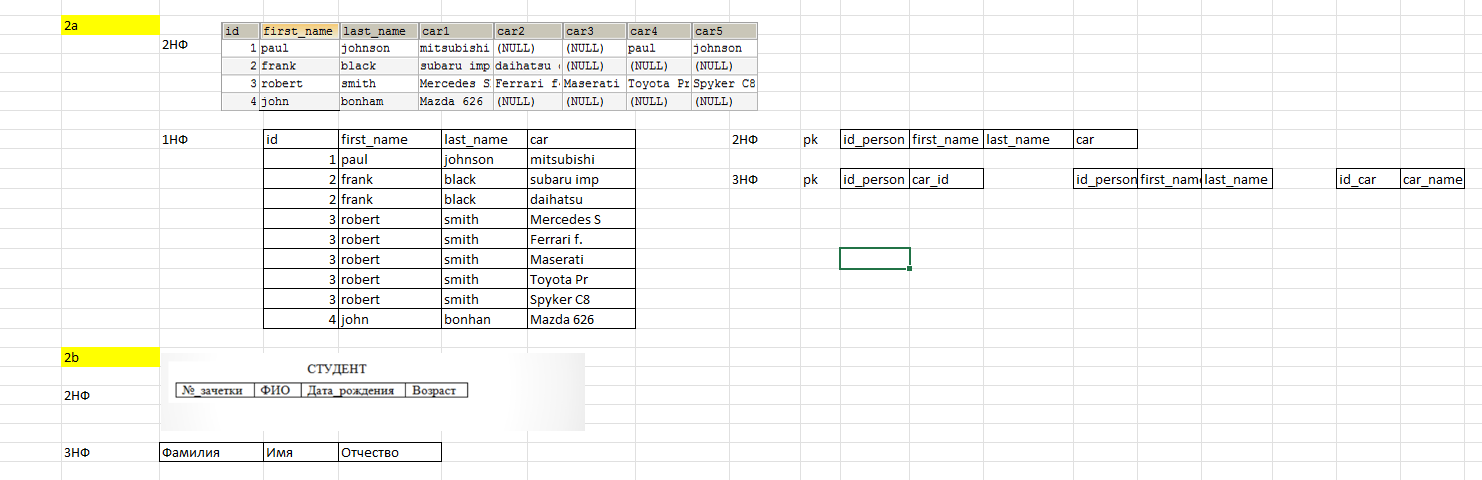 2a
2НФ
id first_name last_name car1 car2 car3 car4 car5
1 paul johnson mitsubishi (NULL) (NULL) paul johnson
2 frank black subaru imp daihatsu (NULL) (NULL) (NULL)
3 robert smith Mercedes S Ferrari f Maserati Toyota Pr Spyker C8
4 john bonham Mazda 626 (NULL) (NULL) (NULL) (NULL)
1НФ id first_name last_name car 2НФ pk id_person first_name last_name car
1 paul johnson mitsubishi
2 frank black subaru imp 3НФ pk id_person car_id id_person first_name last_name id_car car_name
2 frank black daihatsu
3 robert smith Mercedes S
3 robert smith Ferrari f.
3 robert smith Maserati
3 robert smith Toyota Pr
3 robert smith Spyker C8
4 john bonhan Mazda 626
2b
СТУДЕНТ
2НФ №_зачетки ФИО Дата_рождения Возраст
3НФ Фамилия Имя Отчество